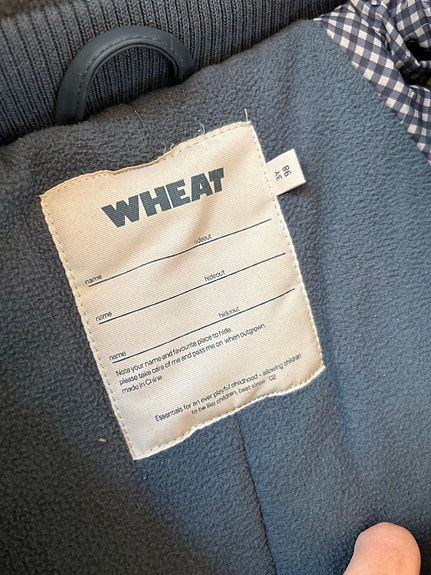 WHEAT
98
3Y
hideout
name
hideout
name
hideout
name
Note your name and favourite place to hide.
please take care of me and pass me on when outgrown.
made in China
Essentials for an ever playful childhood - allowing children
to be like children, best since '02